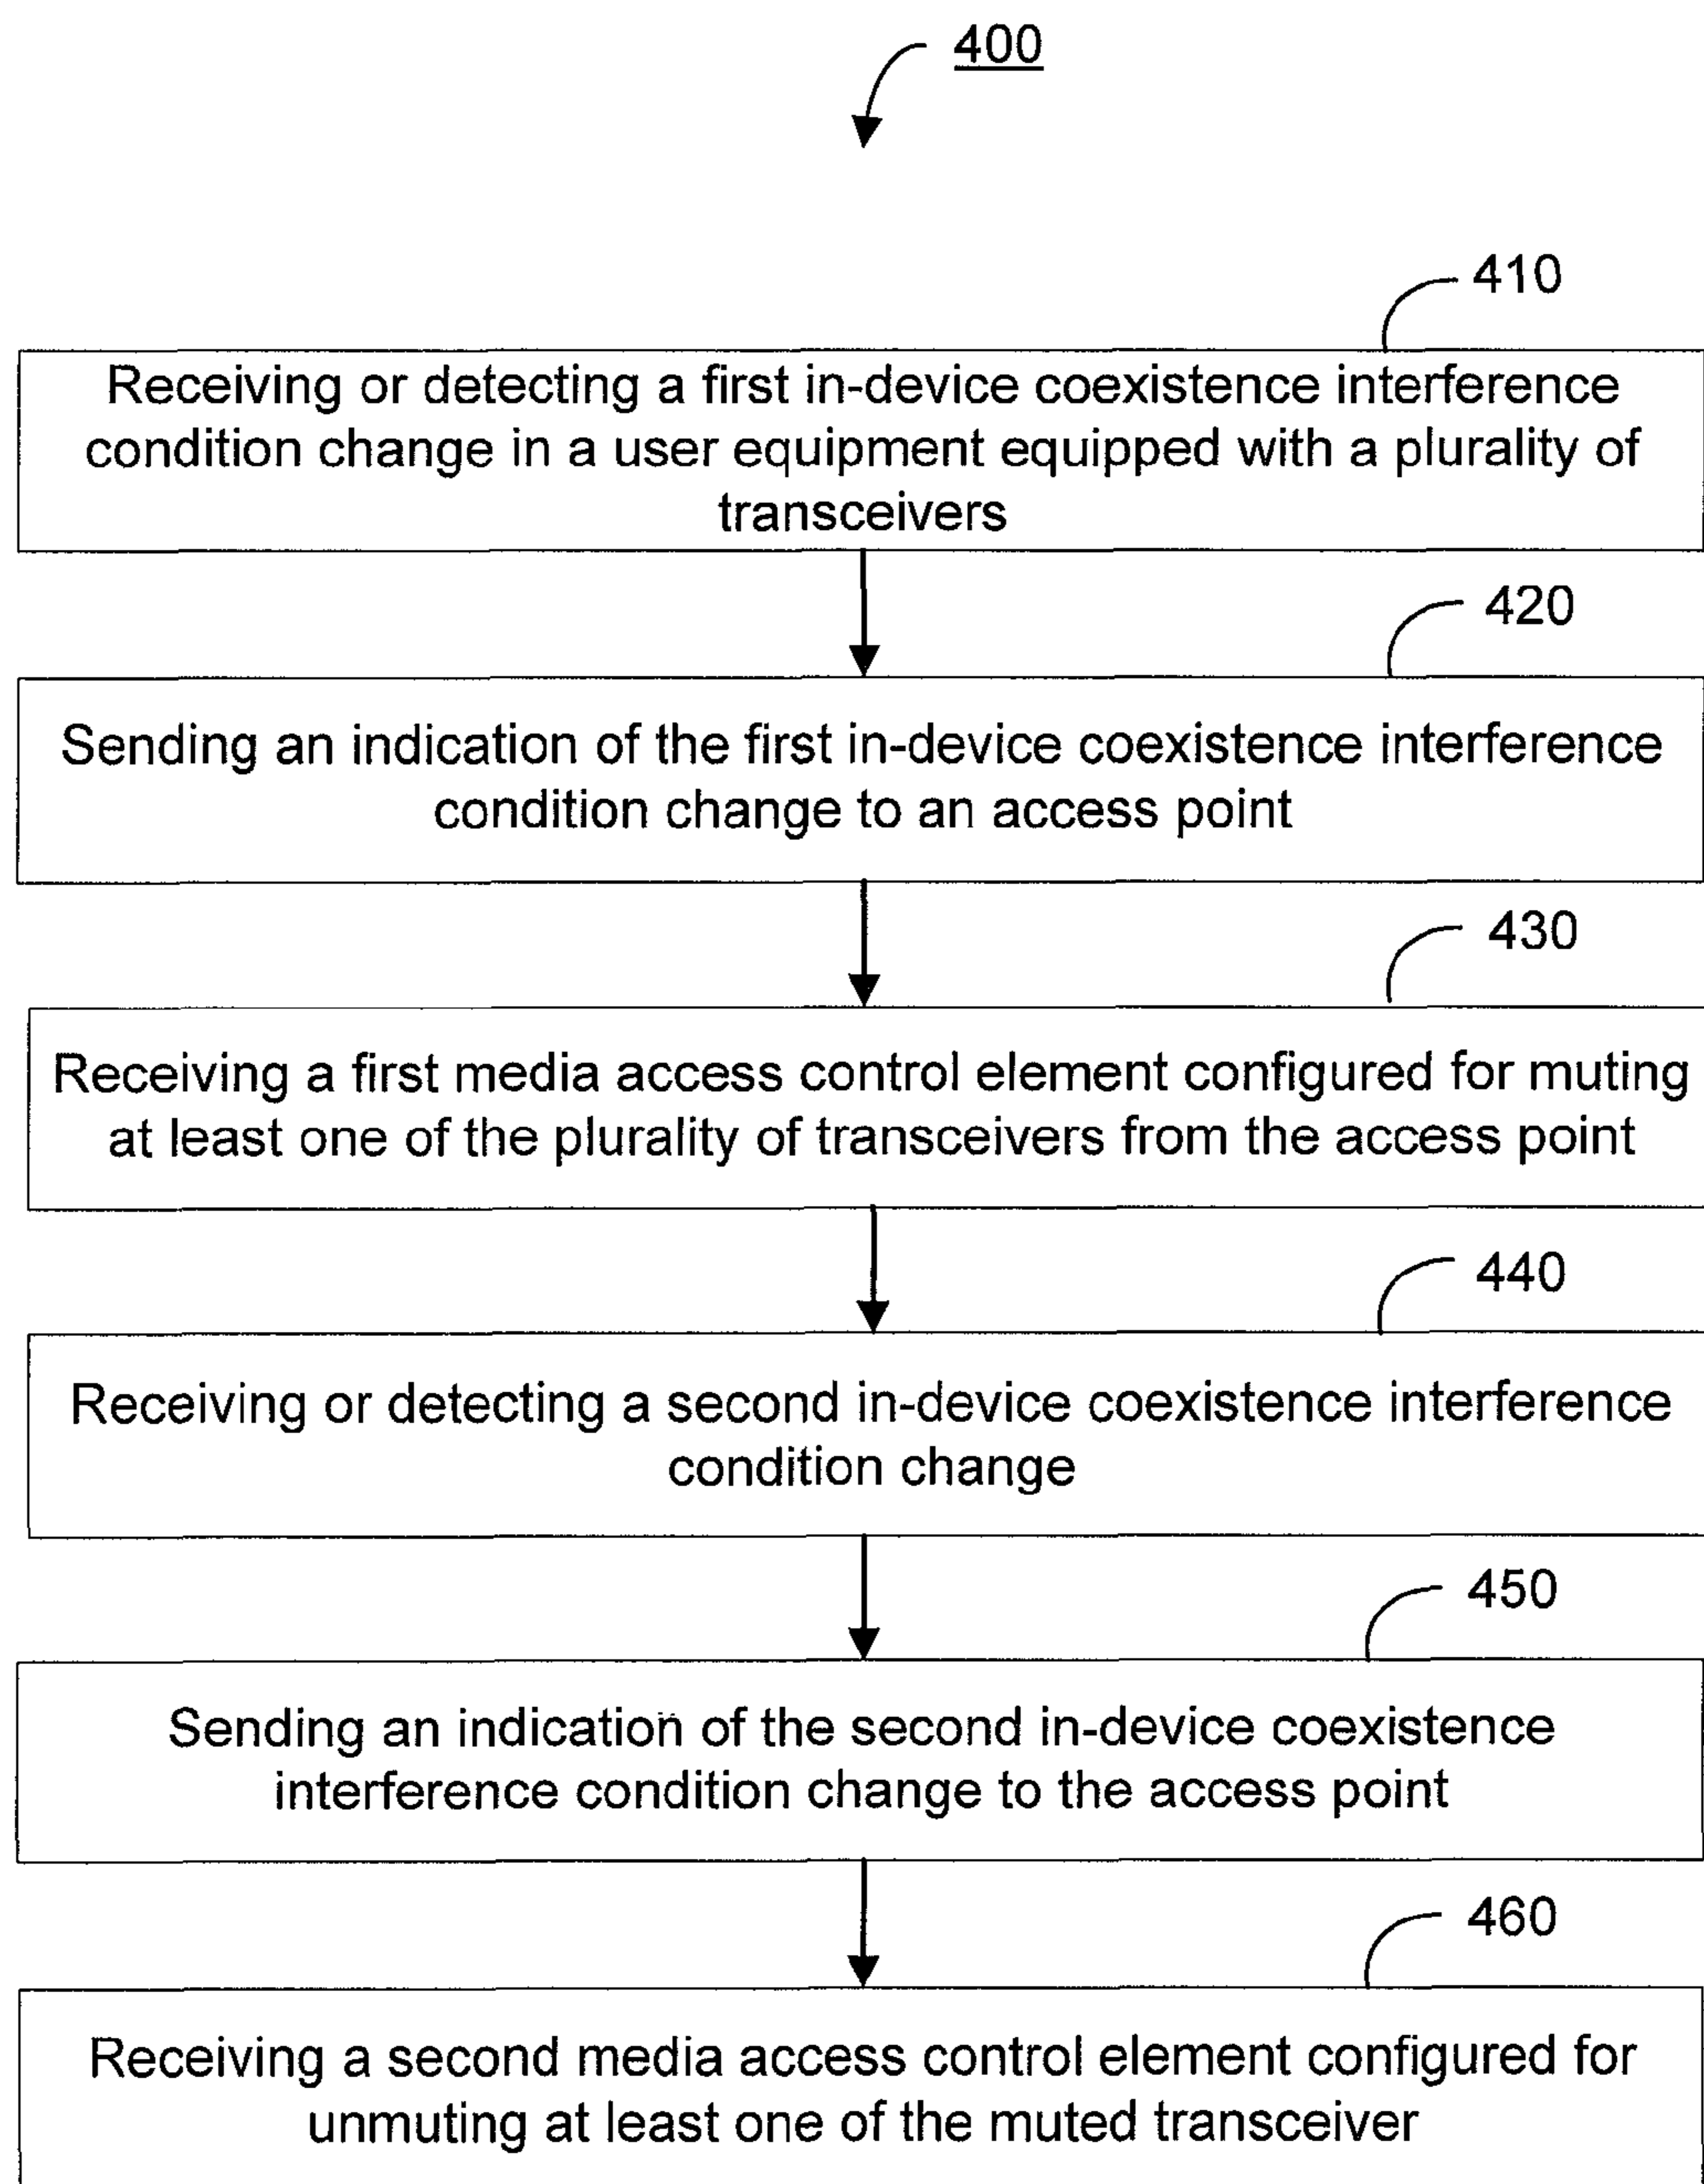 400
410
Receiving or detecting a first in-device coexistence interference
condition change in a user equipment equipped with a plurality of
transceivers
420
Sending an indication of the first in-device coexistence interference
condition change to an access point
430
Receiving a first media access control element configured for muting
at least one of the plurality of transceivers from the access point
440
Receiving or detecting a second in-device coexistence interference
condition change
450
Sending an indication of the second in-device coexistence
interference condition change to the access point
460
Receiving a second media access control element configured for
unmuting at least one of the muted transceiver